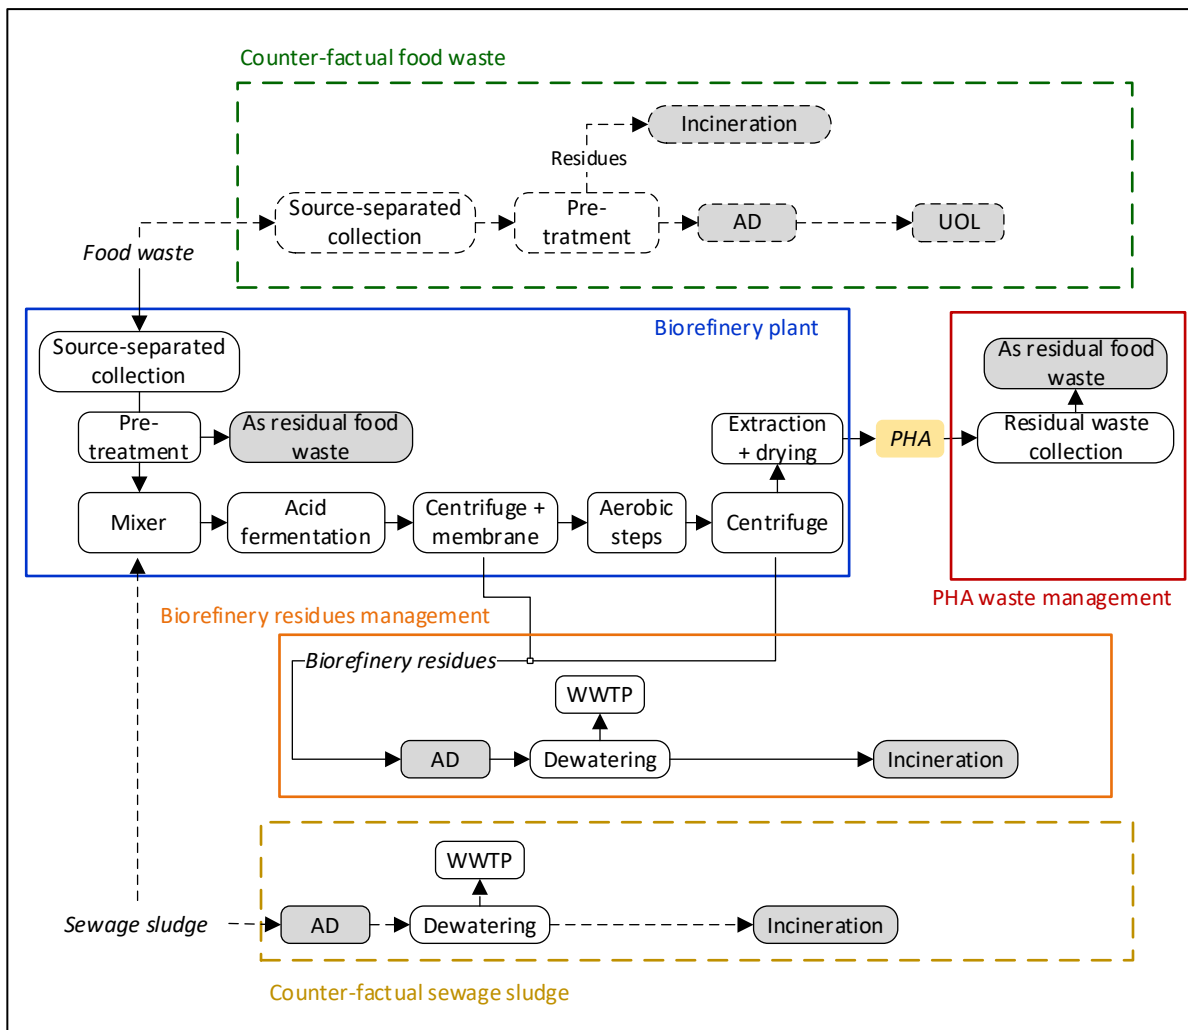 Counter-factual food waste
Incineration
Residues
Source-separated
collection
Pre-
tratment
AD
UOL
Food waste
Biorefinery plant
Source-separated
collection
Pre-
treatment
As residual food
waste
Mixer
Acid
fermentation
Centrifuge +
membrane
Aerobic
steps
Centrifuge
Extraction
+ drying
PHA
As residual food
waste
Residual waste
collection
PHA waste management
Biorefinery residues management
Biorefinery residues
WWTP
AD
Dewatering
Incineration
WWTP
Sewage sludge
AD
Dewatering
Incineration
Counter-factual sewage sludge